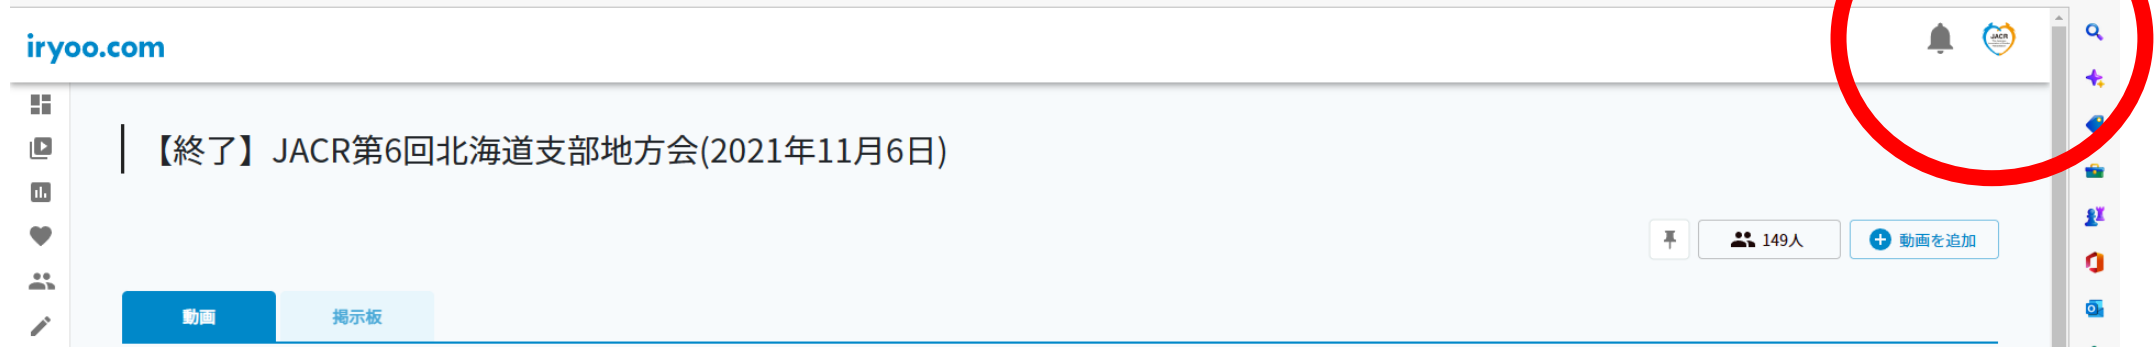 iryoo.com
JACR
【終了】JACR第6回北海道支部地方会(2021年11月6日)
149人
動画を追加
動画
掲示板